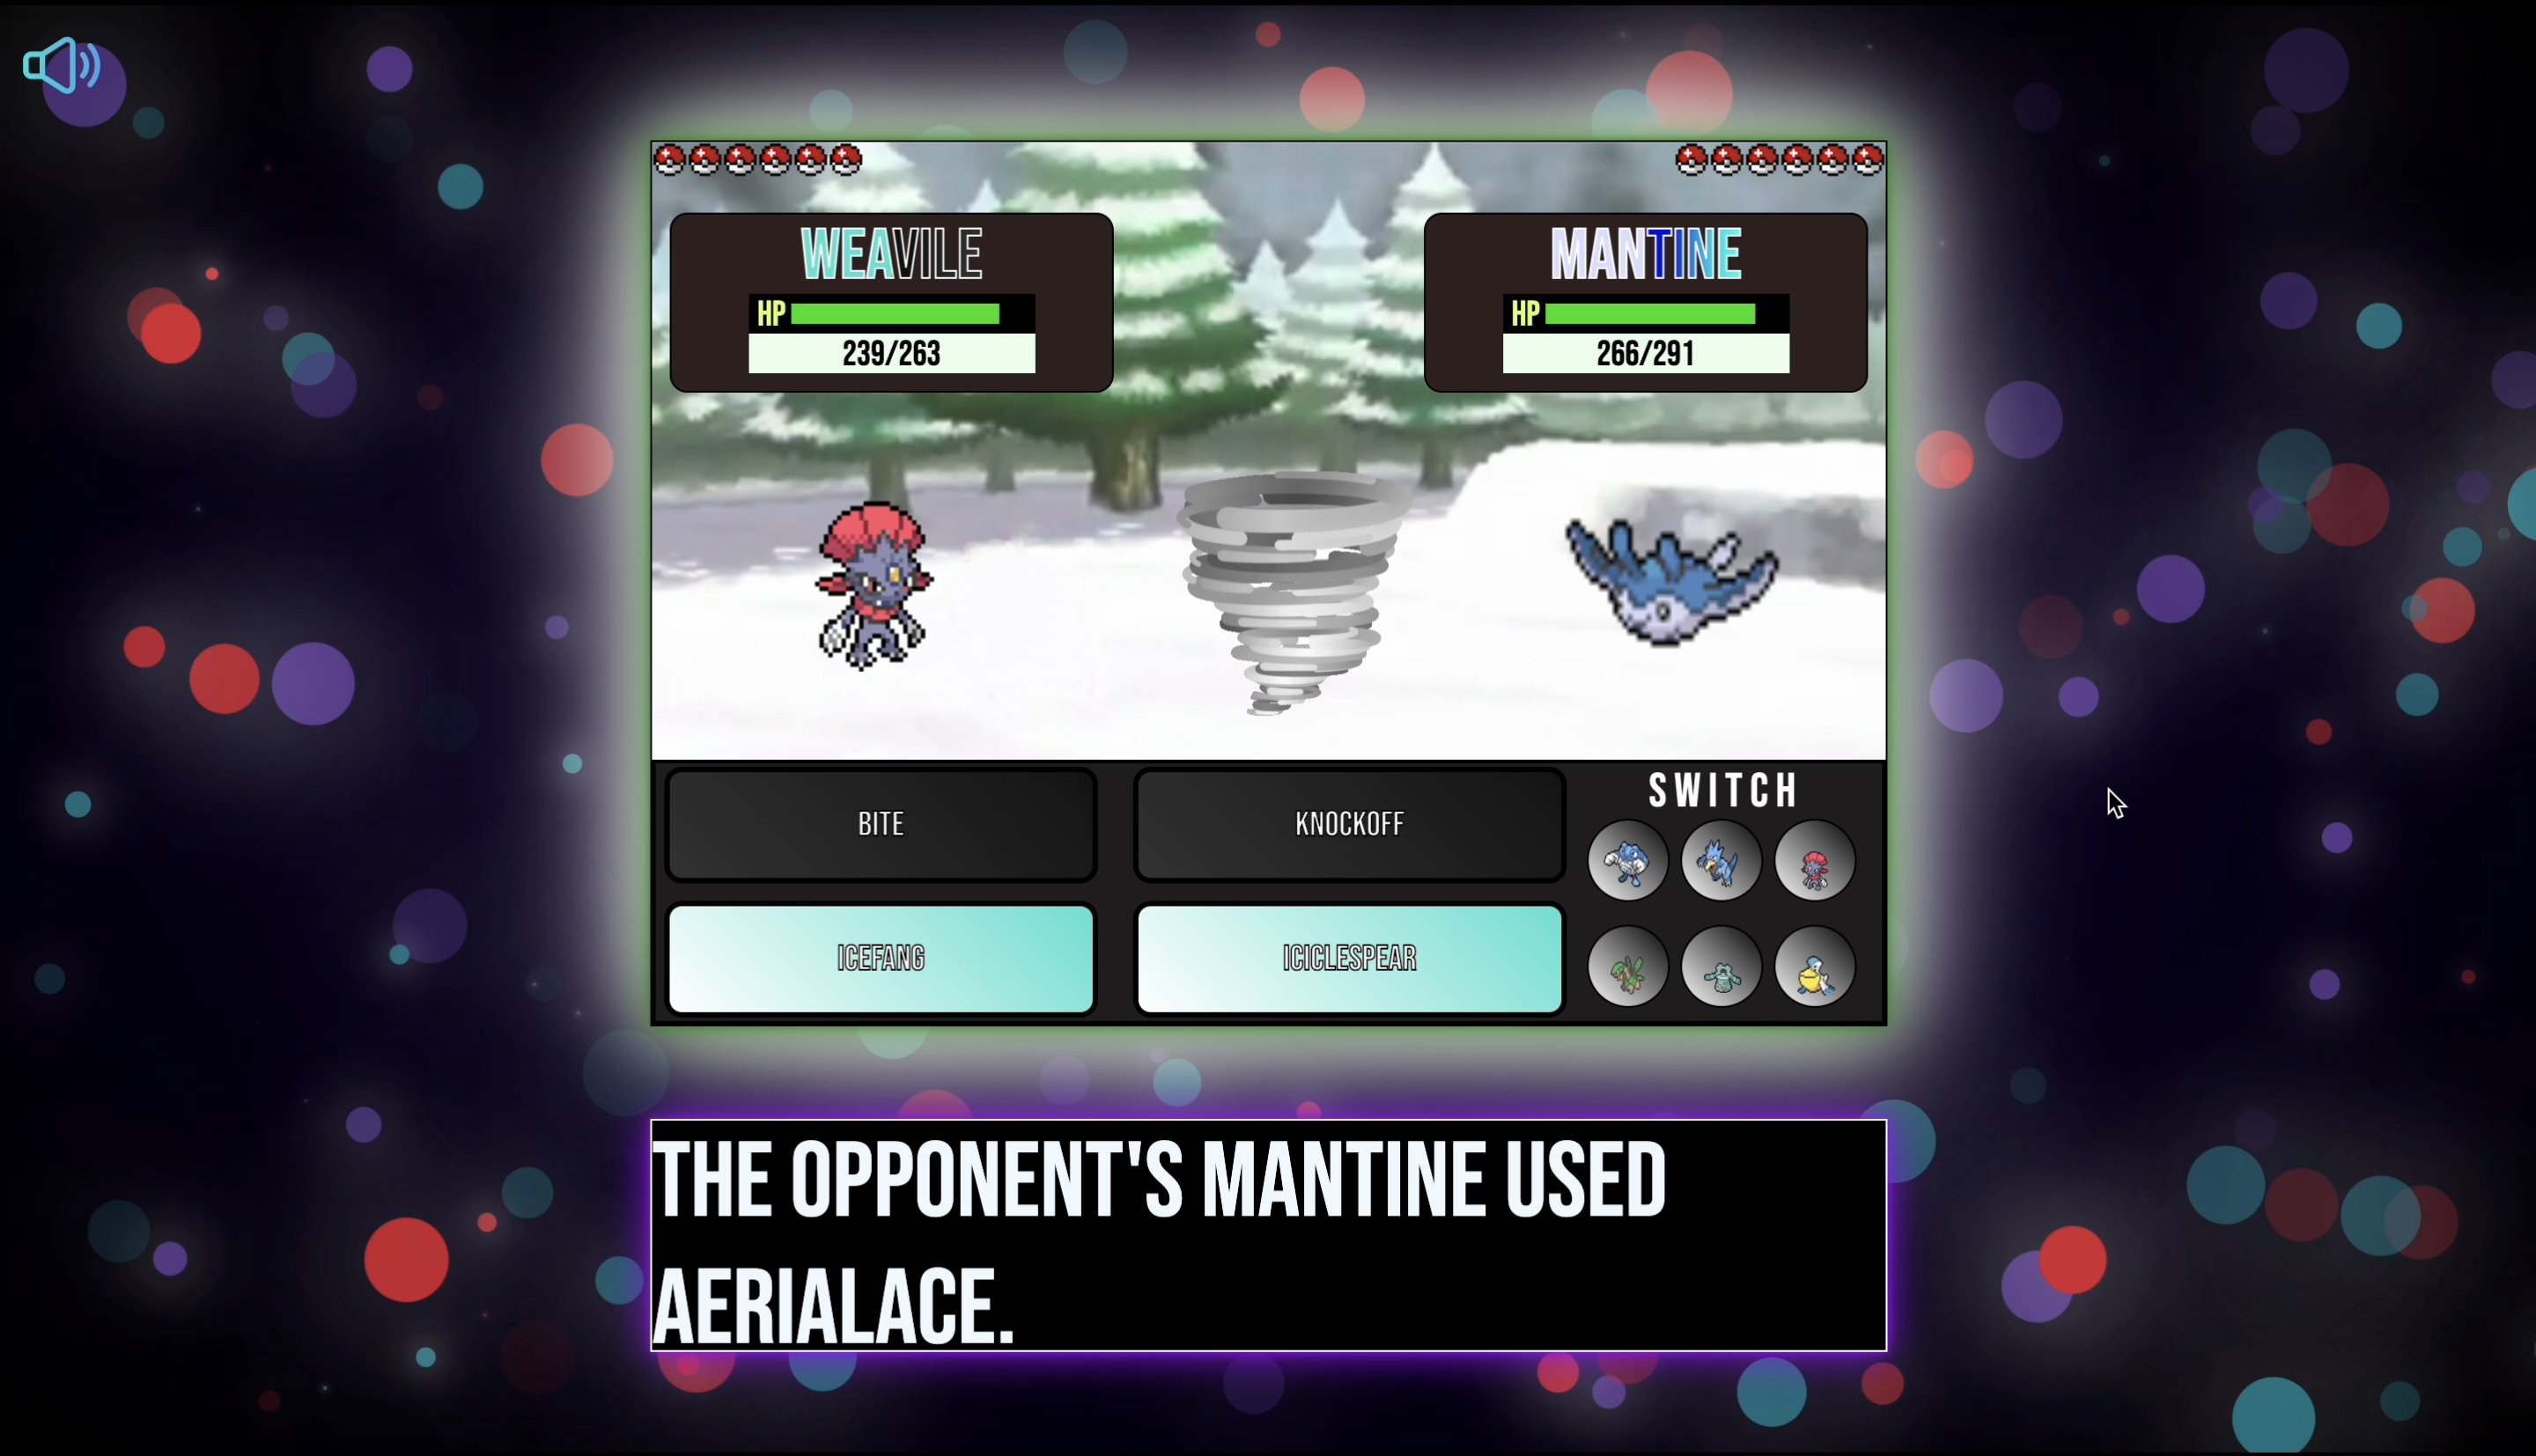 WEAVILE
HP
239/263
MANTINE
HP
266/291
BITE
KNOCKOFF
ICEFANG
ICICLESPEAR
SWITCH
THE OPPONENT'S MANTINE USED
AERIALACE.